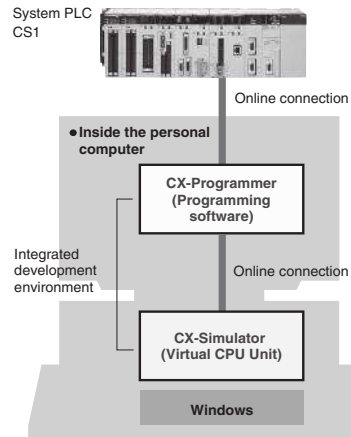 System PLC
CS1
Online connection
●Inside the personal
computer
CX-Programmer
(Programming
software)
Integrated
development
environment
Online connection
CX-Simulator
(Virtual CPU Unit)
Windows